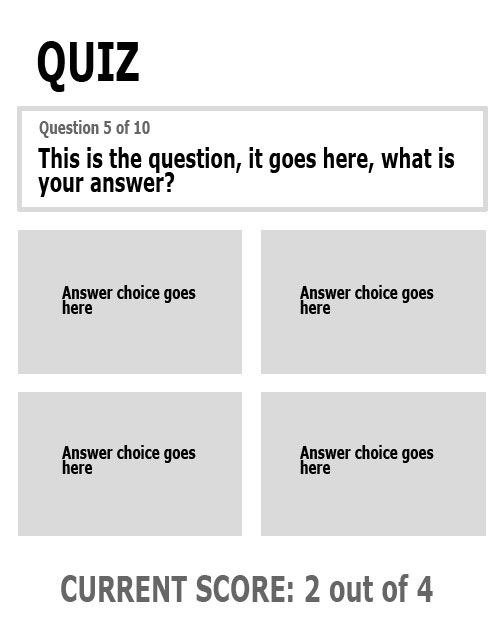 QUIZ
Question 5 of 10
This is the question, it goes here, what is
your answer?
Answer choice goes
here
Answer choice goes
here
Answer choice goes
here
Answer choice goes
here
CURRENT SCORE: 2 out of 4